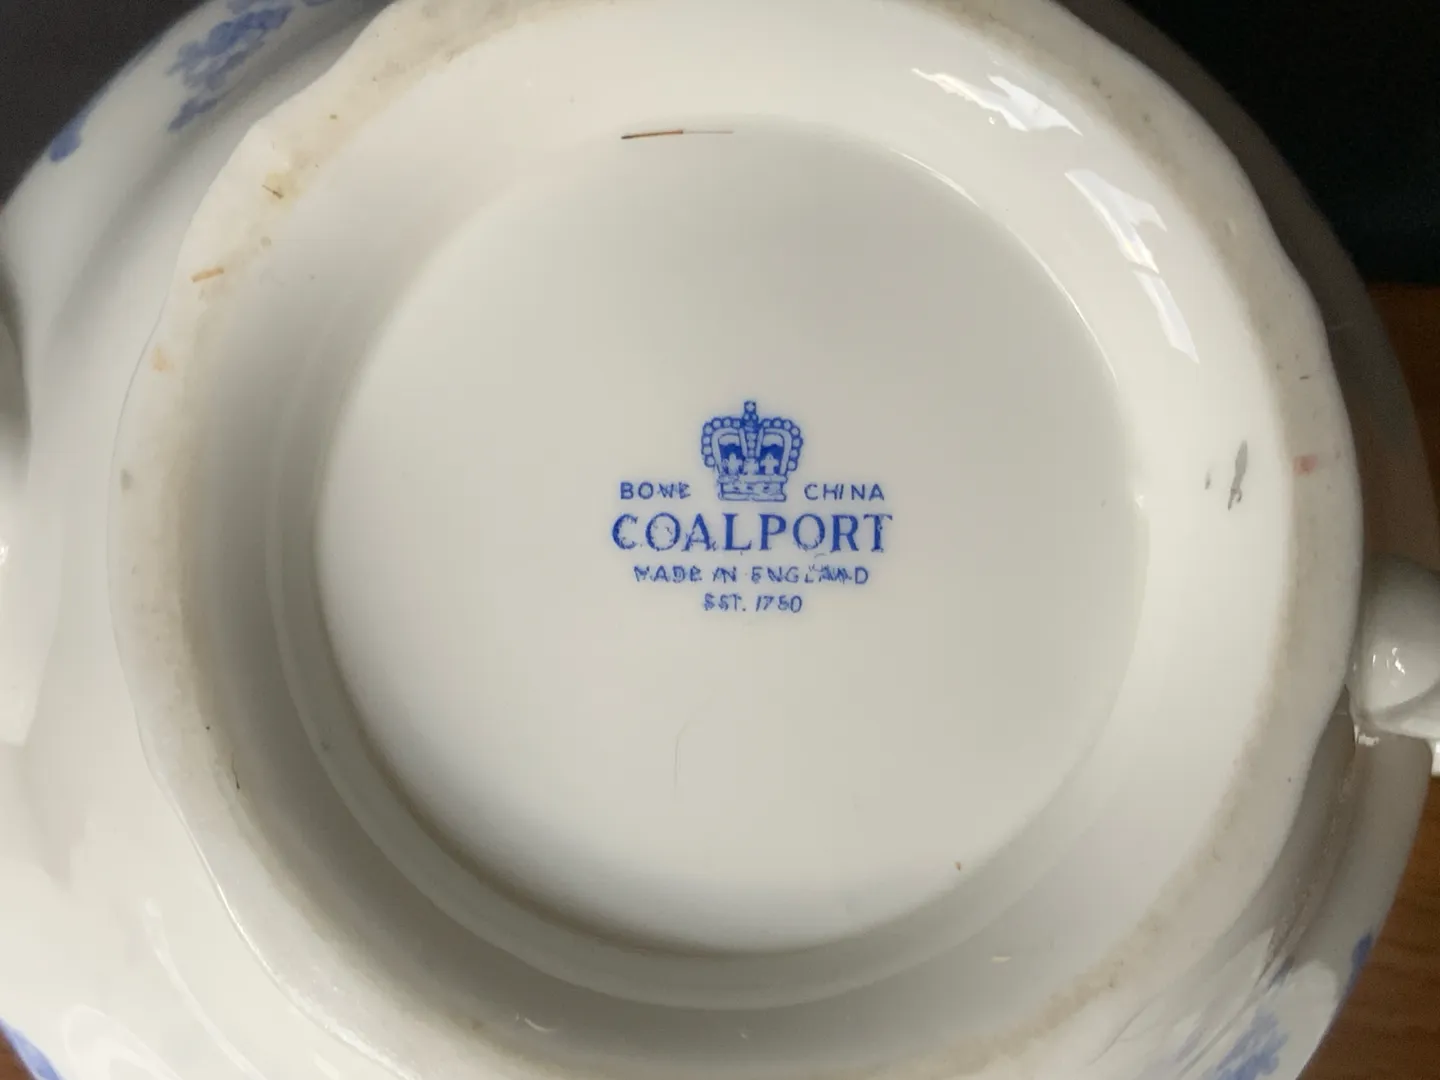 BONE CHINA
COALPORT
MADE IN ENGLAND
EST. 1750